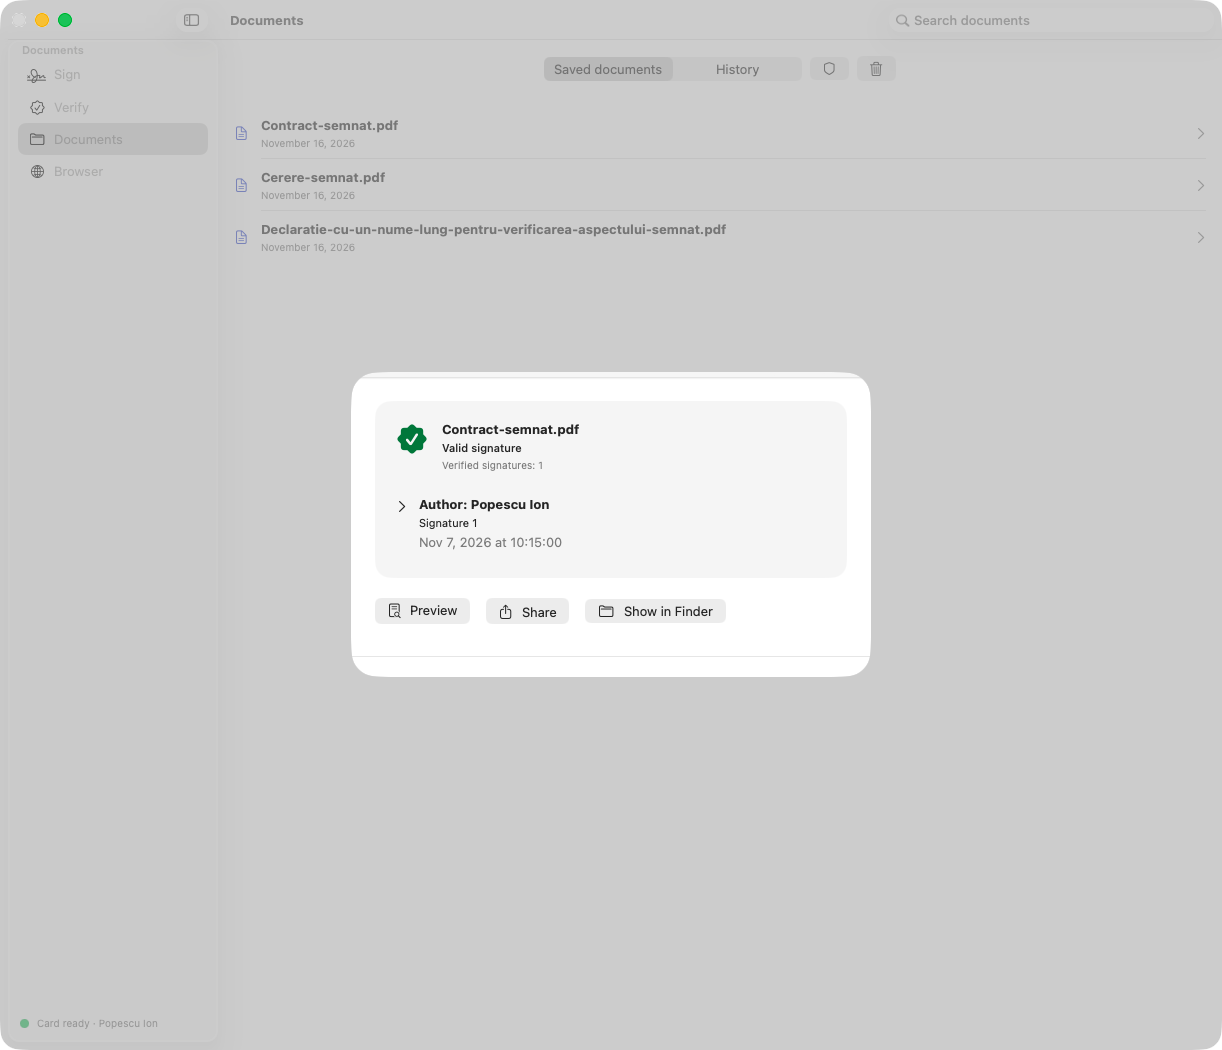 Documents
Search documents
Documents
Sign
Verify
Documents
Browser
Saved documents
History
Contract-semnat.pdf
November 16, 2026
Cerere-semnat.pdf
November 16, 2026
Declaratie-cu-un-nume-lung-pentru-verificarea-aspectului-semnat.pdf
November 16, 2026
Contract-semnat.pdf
Valid signature
Verified signatures: 1
Author: Popescu Ion
Signature 1
Nov 7, 2026 at 10:15:00
Preview
Share
Show in Finder
Card ready · Popescu Ion